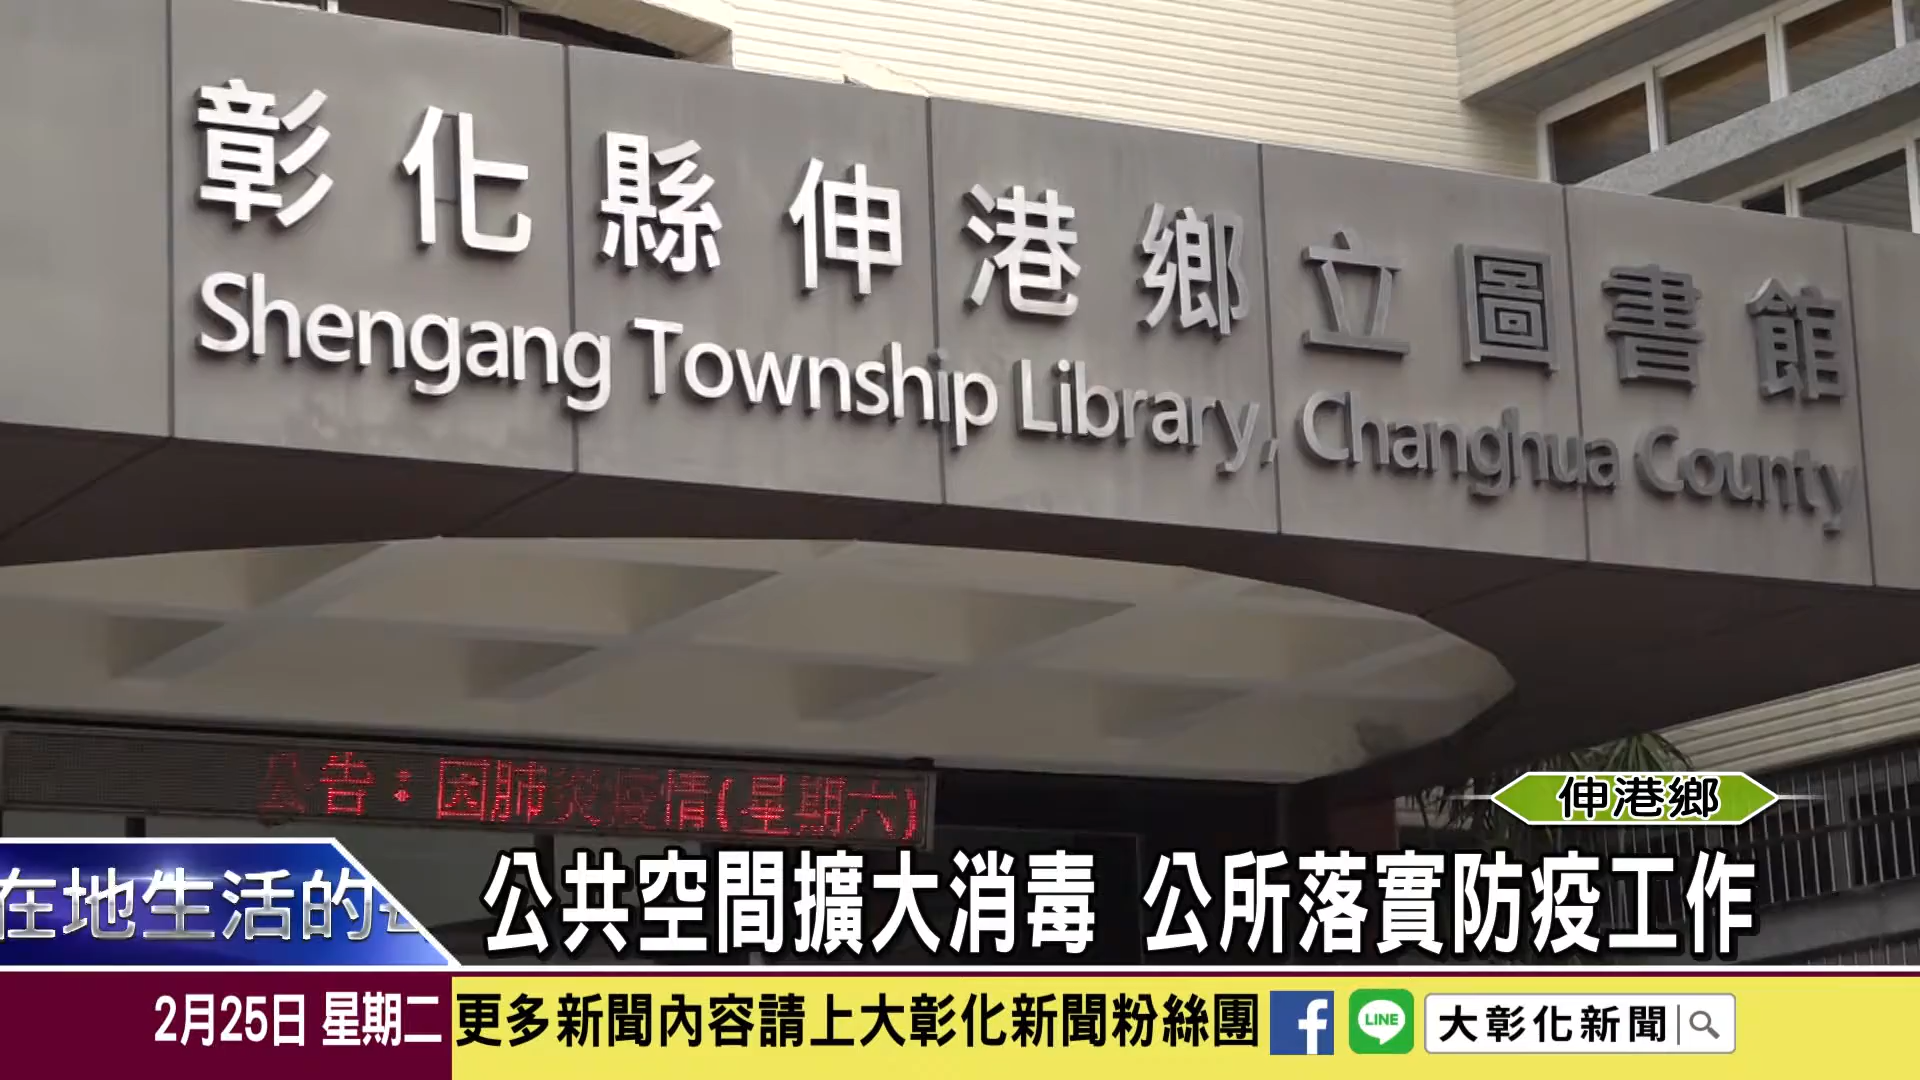 彰化縣伸港鄉立圖書館
Shengang Township Library, Changhua County
公告：因肺炎疫情(星期六)
伸港鄉
在地生活的
公共空間擴大消毒 公所落實防疫工作
2月25日 星期二
更多新聞內容請上大彰化新聞粉絲團
LINE
大彰化新聞